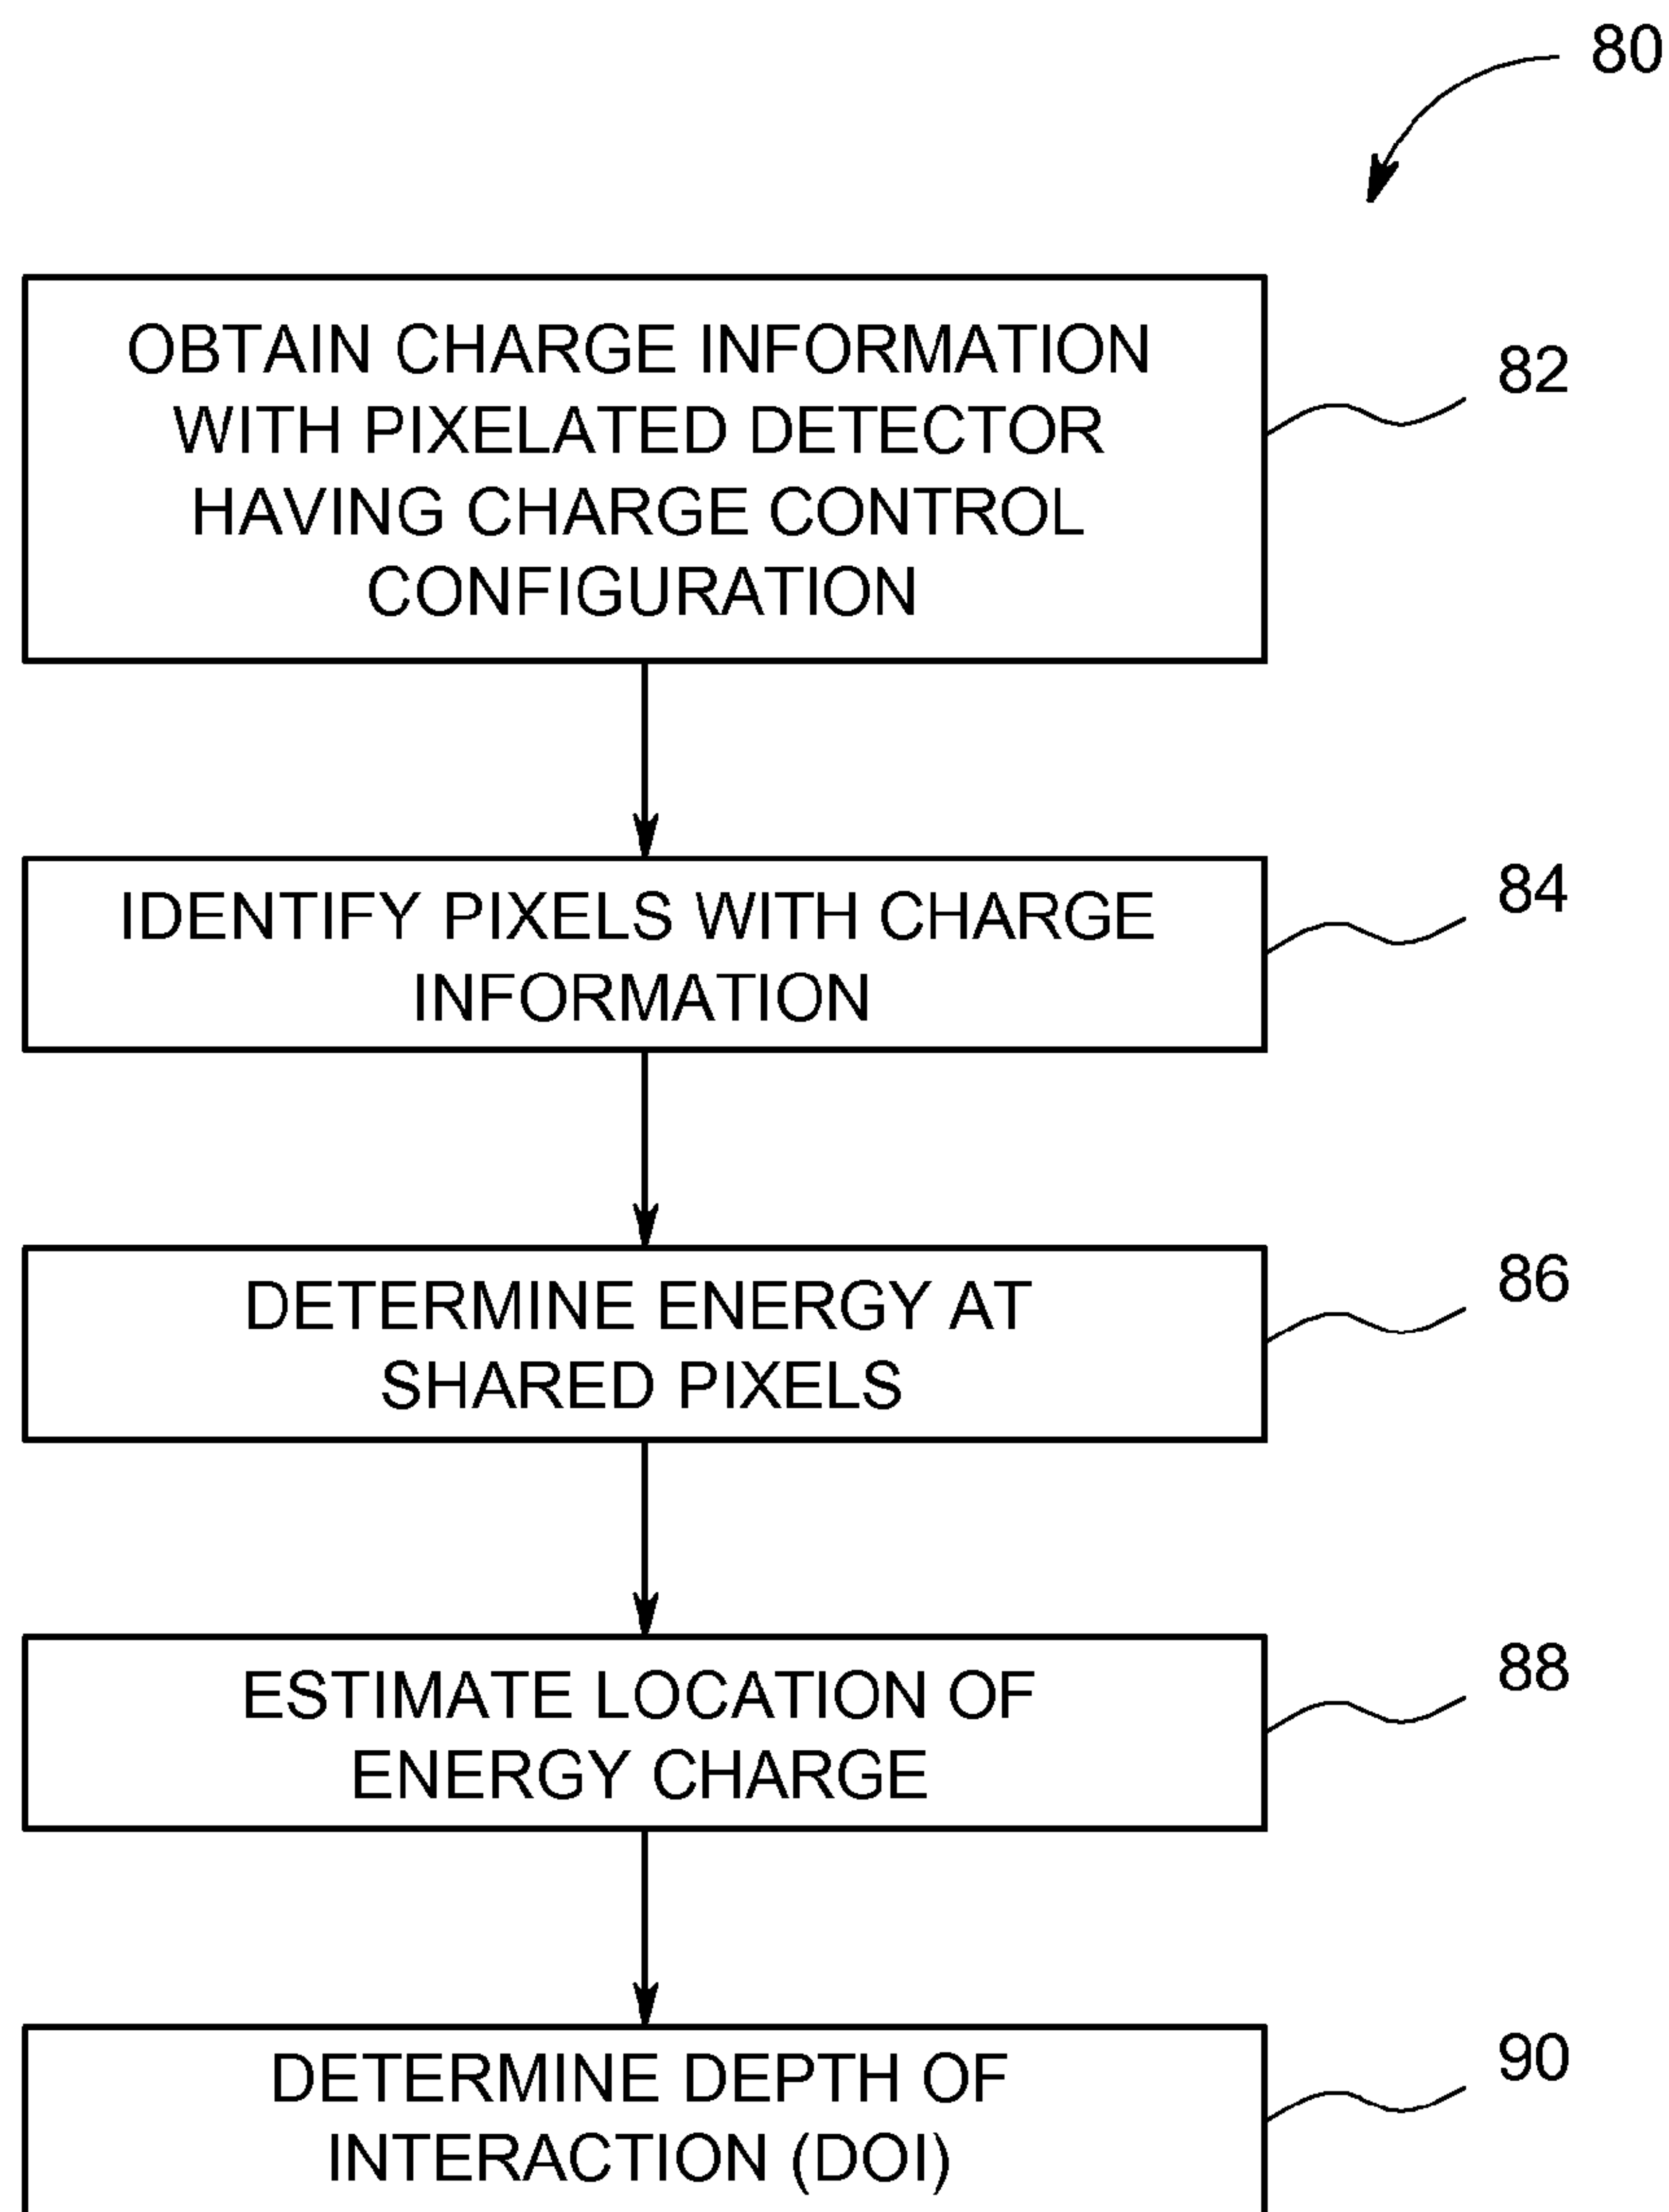 80
OBTAIN CHARGE INFORMATION
WITH PIXELATED DETECTOR
HAVING CHARGE CONTROL
CONFIGURATION
82
IDENTIFY PIXELS WITH CHARGE
INFORMATION
84
DETERMINE ENERGY AT
SHARED PIXELS
86
ESTIMATE LOCATION OF
ENERGY CHARGE
88
DETERMINE DEPTH OF
INTERACTION (DOI)
90